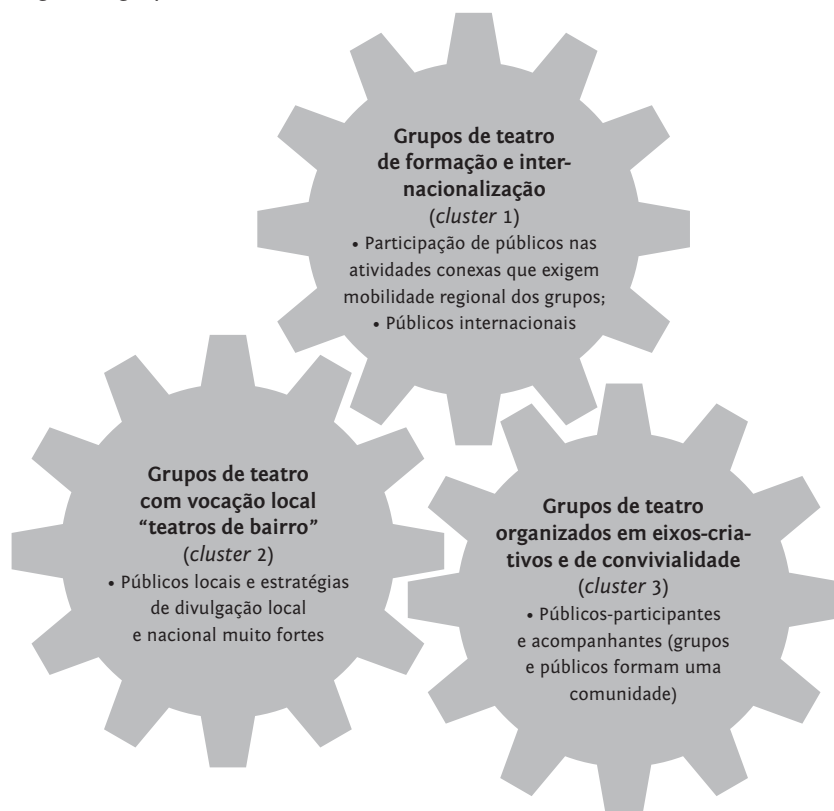 Grupos de teatro
de formação e inter-
nacionalização
(cluster 1)
• Participação de públicos nas
atividades conexas que exigem
mobilidade regional dos grupos;
• Públicos internacionais
Grupos de teatro
com vocação local
“teatros de bairro”
(cluster 2)
• Públicos locais e estratégias
de divulgação local
e nacional muito fortes
Grupos de teatro
organizados em eixos-cria-
tivos e de convivialidade
(cluster 3)
• Públicos-participantes
e acompanhantes (grupos
e públicos formam uma
comunidade)